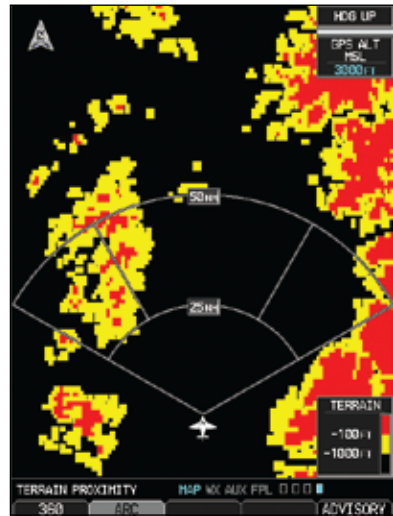 HDG UP
GPS ALT
MSL
3000FT
50NM
25NM
TERRAIN
-100FT
-1000FT
TERRAIN PROXIMITY
MAP WX AUX FPL
360
ARC
ADVISORY